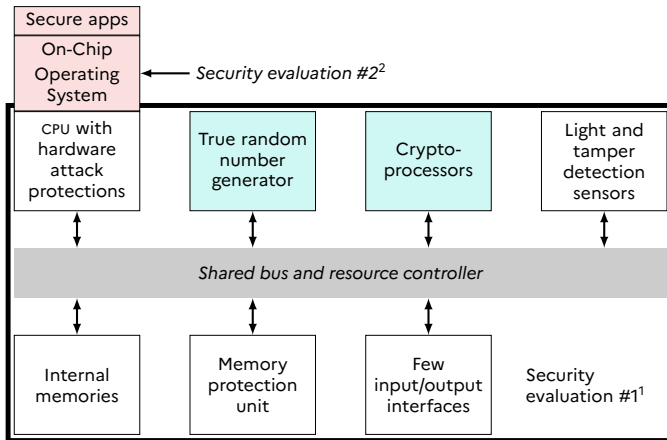 Secure apps
On-Chip
Operating
System
Security evaluation #2²
CPU with
hardware
attack
protections
True random
number
generator
Crypto-
processors
Light and
tamper
detection
sensors
Shared bus and resource controller
Internal
memories
Memory
protection
unit
Few
input/output
interfaces
Security
evaluation #1¹